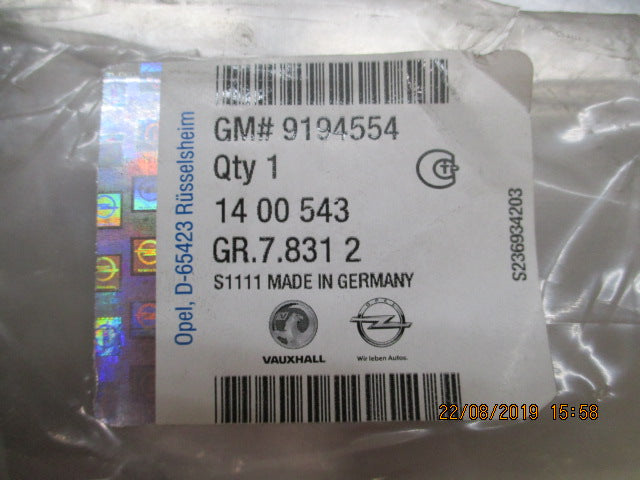 GM# 9194554
Qty 1
14 00 543
GR.7.831 2
S1111 MADE IN GERMANY
VAUXHALL
OPEL
Wir leben Autos.
Opel, D-65423 Rüsselsheim
S236934203
22/08/2019 15:58